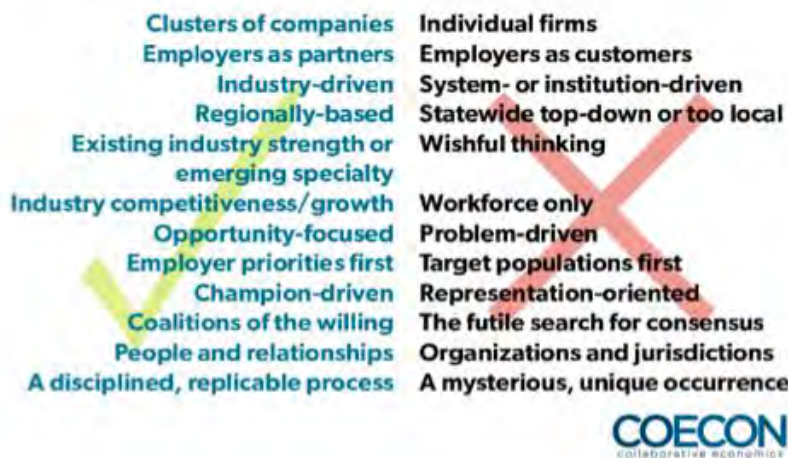 Clusters of companies Individual firms
Employers as partners Employers as customers
Industry-driven System- or institution-driven
Regionally-based Statewide top-down or too local
Existing industry strength or Wishful thinking
emerging specialty
Industry competitiveness/growth Workforce only
Opportunity-focused Problem-driven
Employer priorities first Target populations first
Champion-driven Representation-oriented
Coalitions of the willing The futile search for consensus
People and relationships Organizations and jurisdictions
A disciplined, replicable process A mysterious, unique occurrence
COECON
collaborative economics